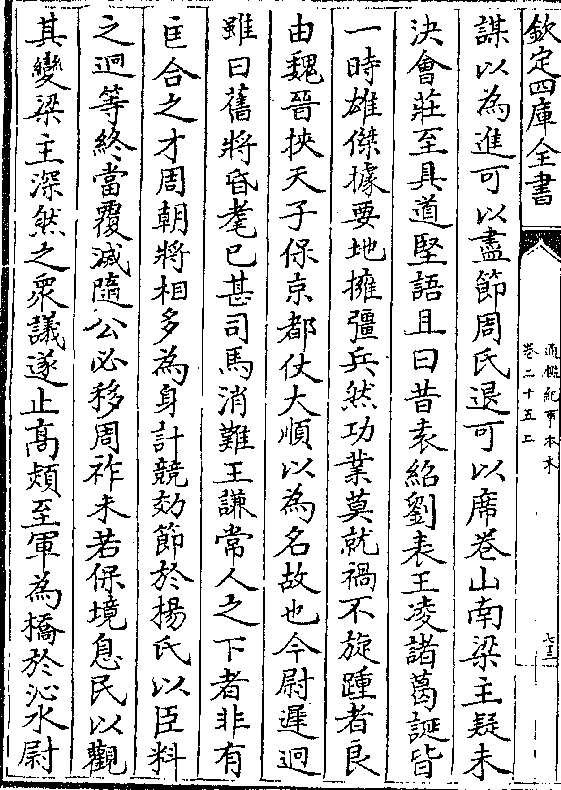 欽定四庫全書
通鑑紀事本末
卷二十五上
謀以為進可以盡節周氏退可以席卷山南梁主疑未
決會莊至具道堅語且曰昔袁紹劉表王凌諸葛誕皆
一時雄傑據要地擁彊兵然功業莫就禍不旋踵者良
由魏晉挾天子保京都仗大順以為名故也今尉遲迥
雖曰舊將昏耄已甚司馬消難王謙常人之下者非有
匡合之才周朝將相多為身計競効節於楊氏以臣料
之迥等終當覆滅隨公必移周祚未若保境息民以觀
其變梁主深然之衆議遂止高熲至軍為橋於沁水尉